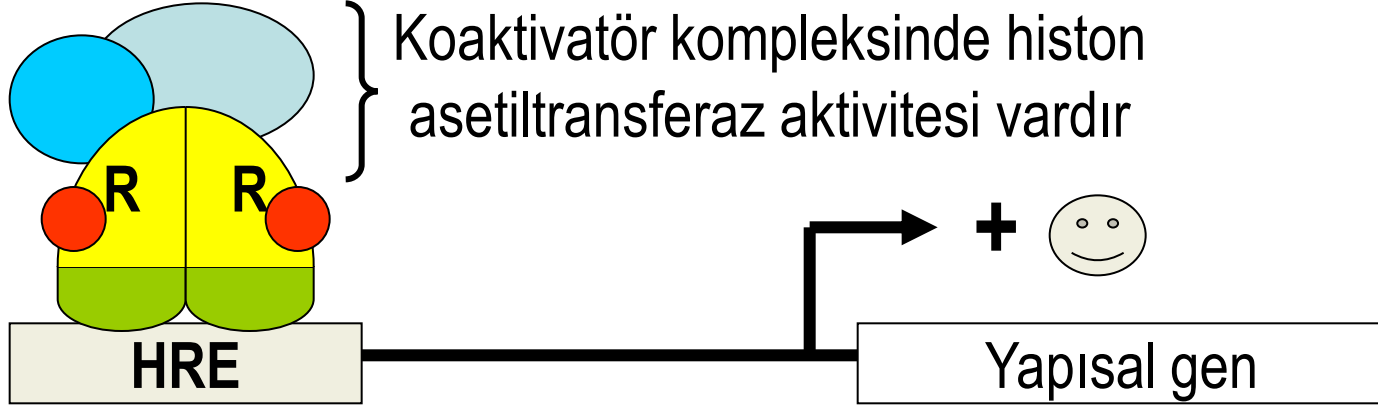 Koaktivatör kompleksinde histon
asetiltransferaz aktivitesi vardır
R R
+
HRE
Yapısal gen